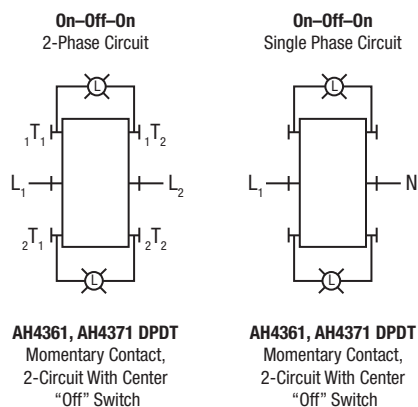 On–Off–On
2-Phase Circuit
L
₁T₁ ₁T₂
L₁ L₂
₂T₁ ₂T₂
L
AH4361, AH4371 DPDT
Momentary Contact,
2-Circuit With Center
“Off” Switch
On–Off–On
Single Phase Circuit
L
L₁ N
L
AH4361, AH4371 DPDT
Momentary Contact,
2-Circuit With Center
“Off” Switch